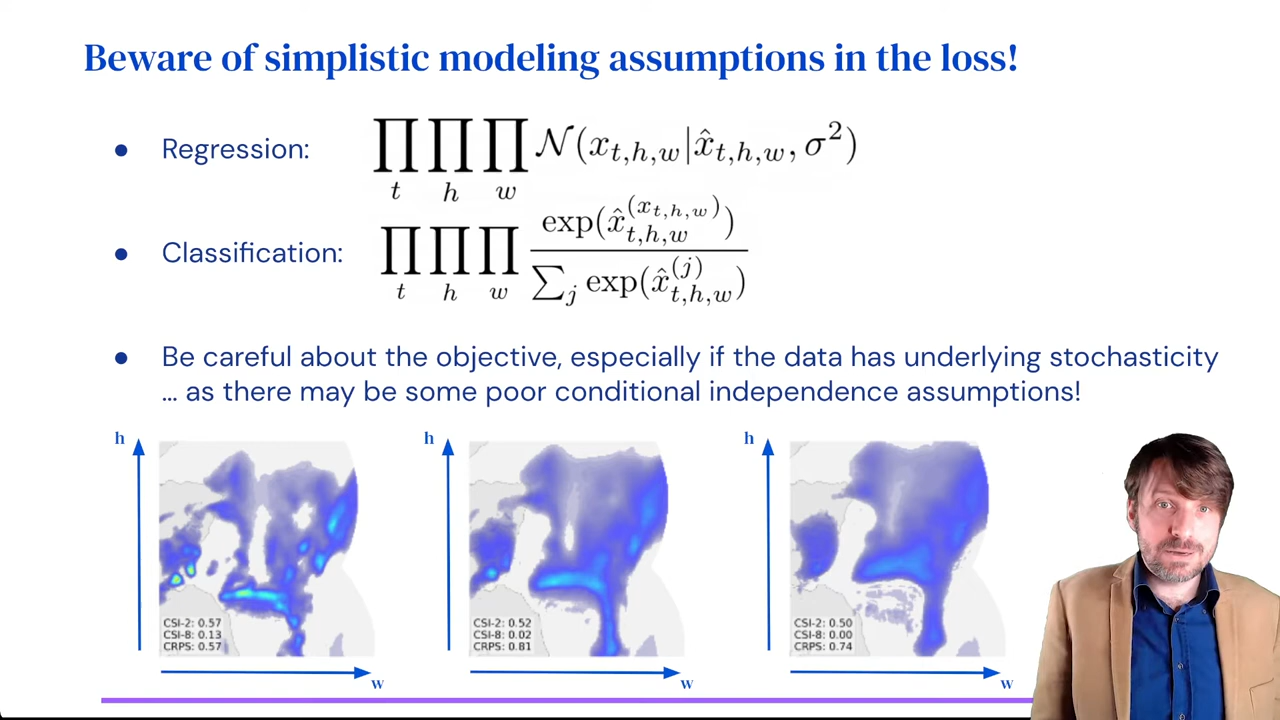 Beware of simplistic modeling assumptions in the loss!
● Regression: ∏_t ∏_h ∏_w 𝒩(x_{t,h,w}|x̂_{t,h,w}, σ²)
● Classification: ∏_t ∏_h ∏_w exp(x̂_{t,h,w}^{(x_{t,h,w})}) / ∑_j exp(x̂_{t,h,w}^{(j)})
● Be careful about the objective, especially if the data has underlying stochasticity
... as there may be some poor conditional independence assumptions!
h
CSI-2: 0.57
CSI-8: 0.13
CRPS: 0.57
w
h
CSI-2: 0.52
CSI-8: 0.02
CRPS: 0.81
w
h
CSI-2: 0.50
CSI-8: 0.00
CRPS: 0.74
w